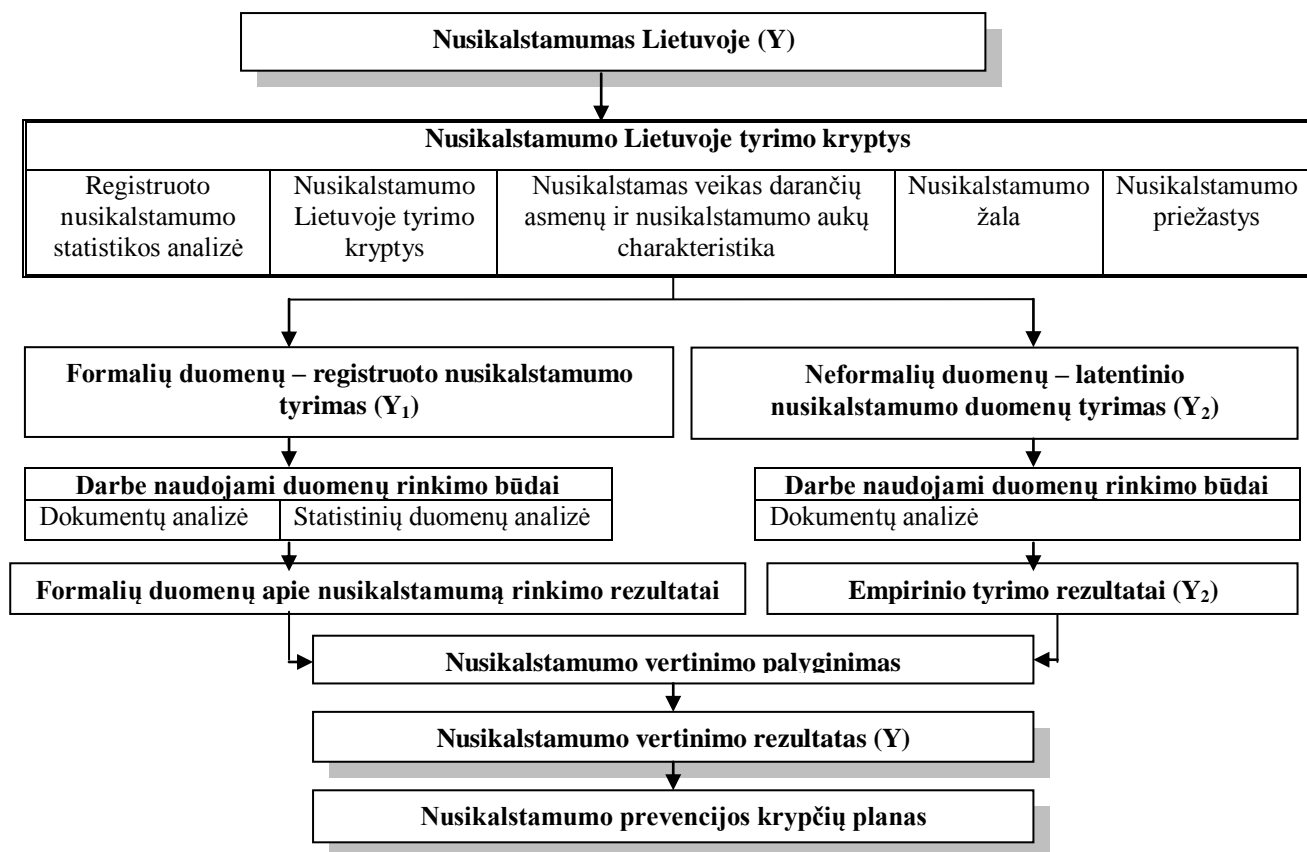 Nusikalstamumas Lietuvoje (Y)
Nusikalstamumo Lietuvoje tyrimo kryptys
Registruoto
nusikalstamumo
statistikos analizė
Nusikalstamumo
Lietuvoje tyrimo
kryptys
Nusikalstamas veikas darančių
asmenų ir nusikalstamumo aukų
charakteristika
Nusikalstamumo
žala
Nusikalstamumo
priežastys
Formalių duomenų – registruoto nusikalstamumo
tyrimas (Y₁)
Neformalių duomenų – latentinio
nusikalstamumo duomenų tyrimas (Y₂)
Darbe naudojami duomenų rinkimo būdai
Dokumentų analizė
Statistinių duomenų analizė
Darbe naudojami duomenų rinkimo būdai
Dokumentų analizė
Formalių duomenų apie nusikalstamumą rinkimo rezultatai
Empirinio tyrimo rezultatai (Y₂)
Nusikalstamumo vertinimo palyginimas
Nusikalstamumo vertinimo rezultatas (Y)
Nusikalstamumo prevencijos krypčių planas